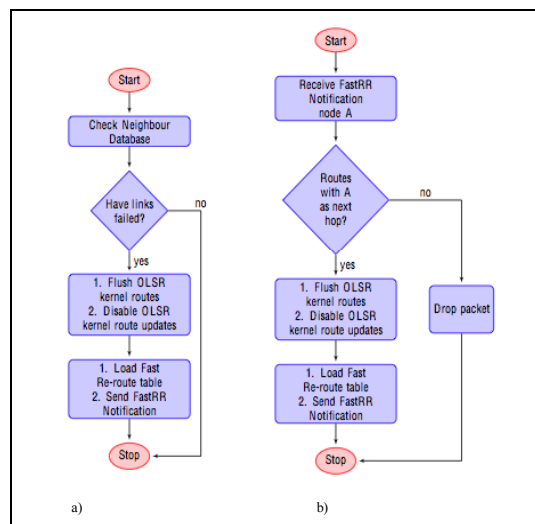 Start
Check Neighbour
Database
Have links
failed?
no
yes
1. Flush OLSR
kernel routes
2. Disable OLSR
kernel route updates
1. Load Fast
Re-route table
2. Send FastRR
Notification
Stop
a)
Start
Receive FastRR
Notification
node A
Routes
with A
as next
hop?
no
yes
1. Flush OLSR
kernel routes
2. Disable OLSR
kernel route updates
Drop packet
1. Load Fast
Re-route table
2. Send FastRR
Notification
Stop
b)